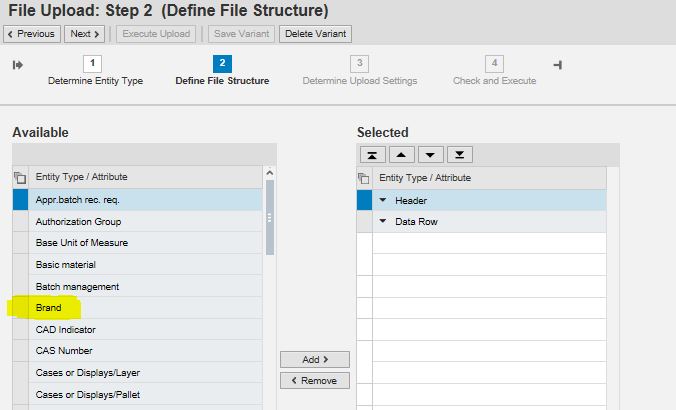 File Upload: Step 2 (Define File Structure)
Previous Next Execute Upload Save Variant Delete Variant
1 2 3 4
Determine Entity Type Define File Structure Determine Upload Settings Check and Execute
Available
Entity Type / Attribute
Appr.batch rec. req.
Authorization Group
Base Unit of Measure
Basic material
Batch management
Brand
CAD Indicator
CAS Number
Cases or Displays/Layer
Cases or Displays/Pallet
Add
Remove
Selected
Entity Type / Attribute
Header
Data Row